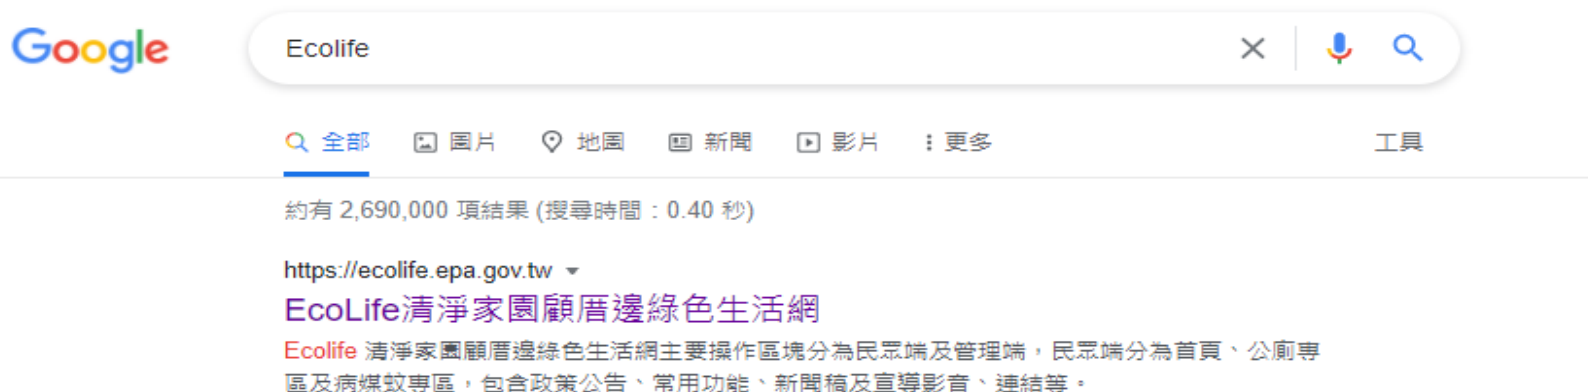 Google
Ecolife
全部 圖片 地圖 新聞 影片 更多 工具
約有 2,690,000 項結果 (搜尋時間：0.40 秒)
https://ecolife.epa.gov.tw
EcoLife清淨家園顧厝邊綠色生活網
Ecolife 清淨家園顧厝邊綠色生活網主要操作區塊分為民眾端及管理端，民眾端分為首頁、公廁專
區及病媒蚊專區，包含政策公告、常用功能、新聞稿及宣導影音、連結等。